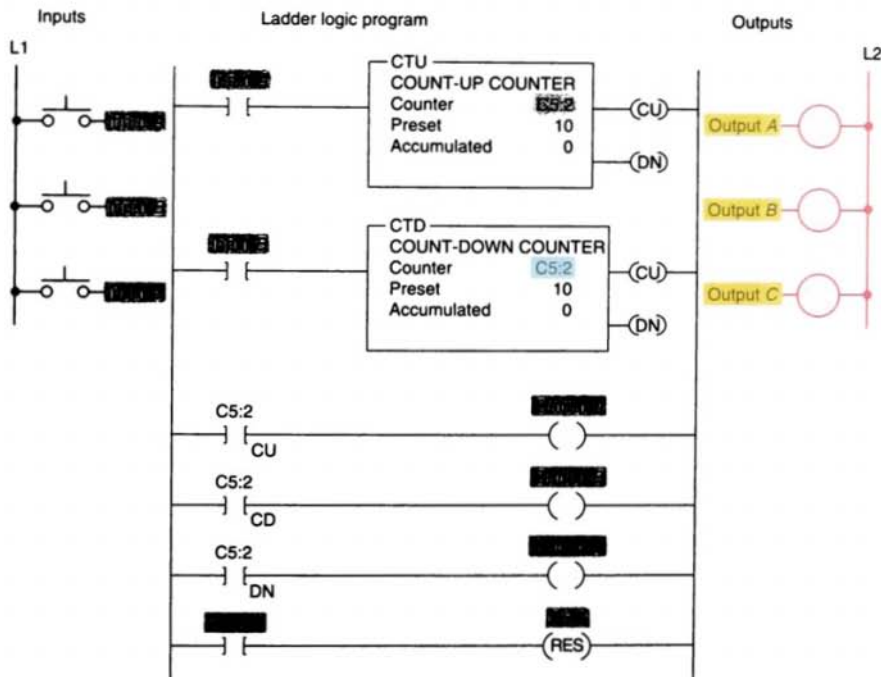 Inputs
Ladder logic program
Outputs
L1
L2
CTU
COUNT-UP COUNTER
Counter C5:2
Preset 10
Accumulated 0
CU
DN
Output A
Output B
Output C
CTD
COUNT-DOWN COUNTER
Counter C5:2
Preset 10
Accumulated 0
CU
DN
C5:2
CU
C5:2
CD
C5:2
DN
RES